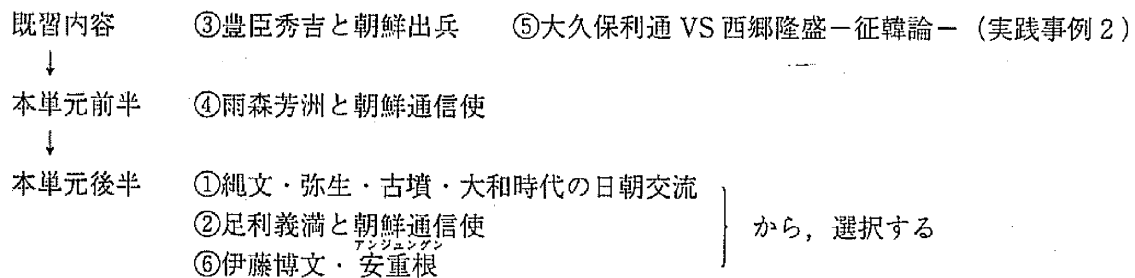 既習内容 ③豊臣秀吉と朝鮮出兵 ⑤大久保利通 VS 西郷隆盛－征韓論－（実践事例2）
↓
本単元前半 ④雨森芳洲と朝鮮通信使
↓
本単元後半 ①縄文・弥生・古墳・大和時代の日朝交流
②足利義満と朝鮮通信使 から，選択する
アンジュングン
⑥伊藤博文・安重根